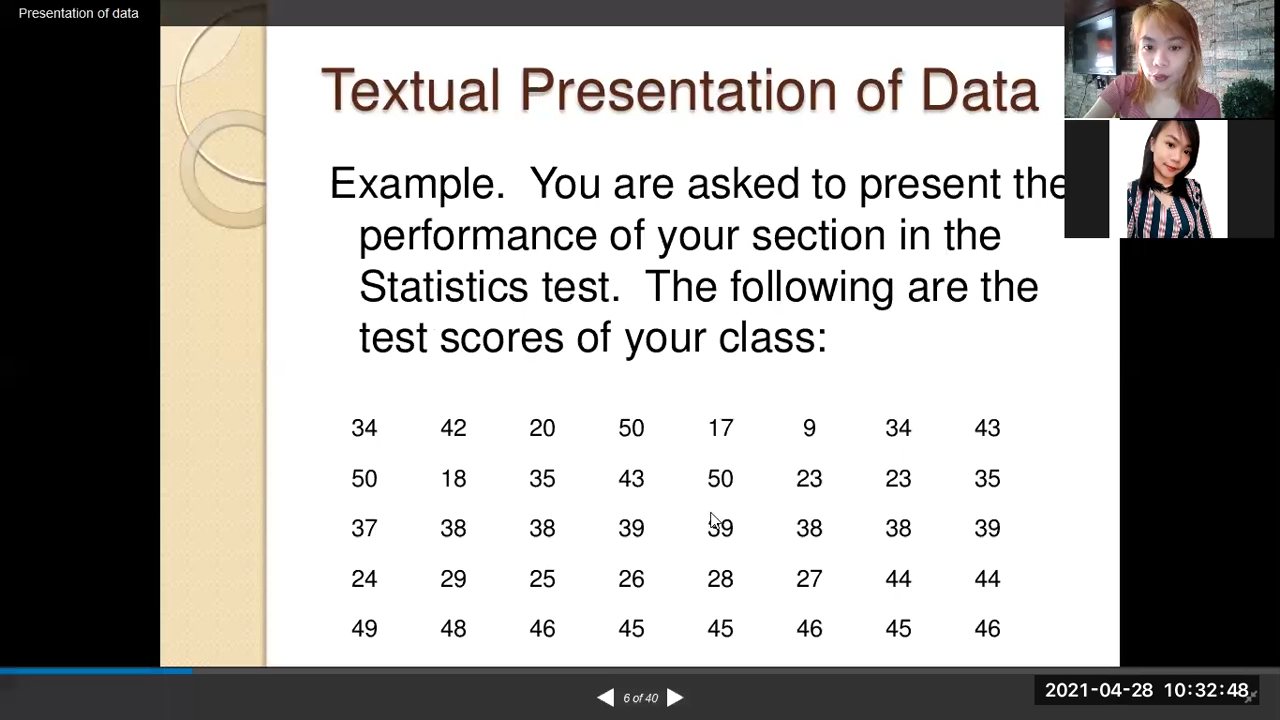 Presentation of data
Textual Presentation of Data
Example. You are asked to present the
performance of your section in the
Statistics test. The following are the
test scores of your class:
34 42 20 50 17 9 34 43
50 18 35 43 50 23 23 35
37 38 38 39 39 38 38 39
24 29 25 26 28 27 44 44
49 48 46 45 45 46 45 46
6 of 40
2021-04-28 10:32:48